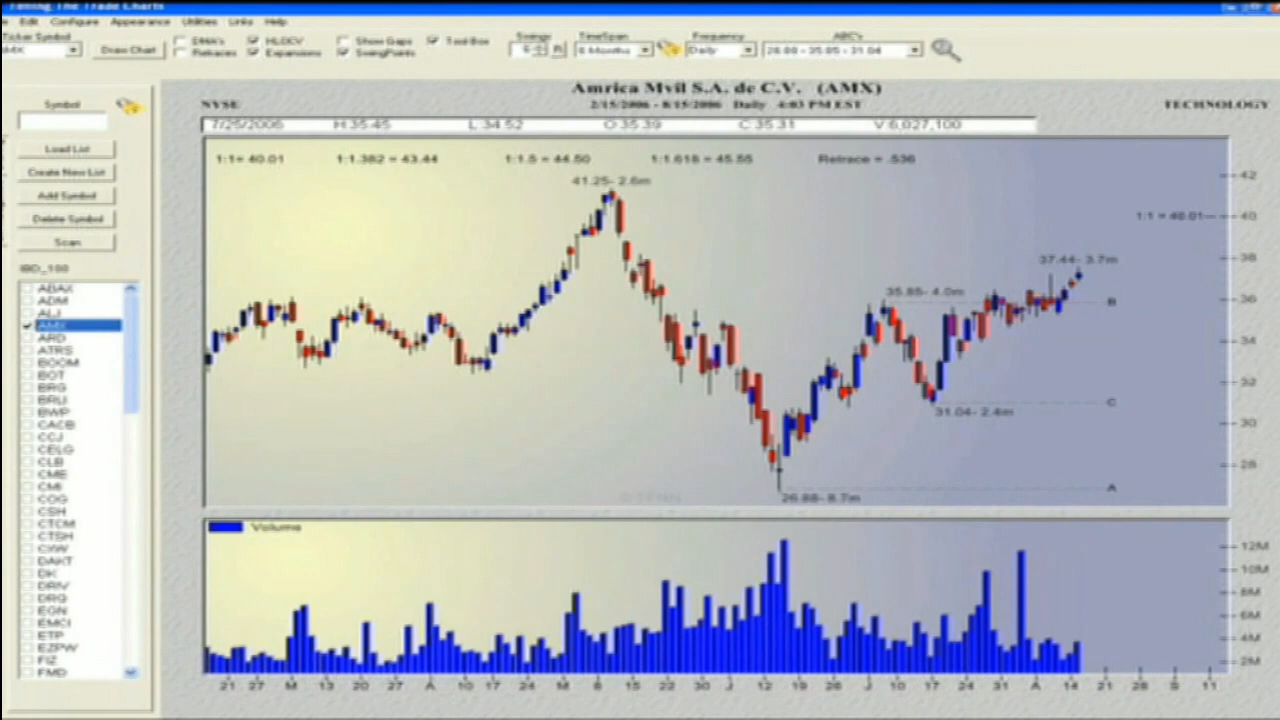 Timing The Trade Charts
Edit Configure Appearance Utilities Links Help
Ticker Symbol
AMX
Draw Chart
DMA's
HLOCV
Show Gaps
Tool Box
Retraces
Expansions
SwingPoints
Swings
TimeSpan
6 Months
Frequency
Daily
ABC's
26.88 - 35.85 - 31.04
Amrica Mvil S.A. de C.V. (AMX)
NYSE
2/15/2006 - 8/15/2006 Daily 4:03 PM EST
TECHNOLOGY
7/25/2006 H:35.45 L:34.52 O:35.39 C:35.31 V:6,027,100
1:1= 40.01 1:1.382 = 43.44 1:1.5 = 44.50 1:1.618 = 45.55 Retrace = .536
Symbol
Load List
Create New List
Add Symbol
Delete Symbol
Scan
IBD_100
ABAX
ADM
ALJ
AMX
ARD
ATRS
BOOM
BOT
BRG
BRLI
BWP
CACB
CCJ
CELG
CLB
CME
CMI
COG
CSH
CTCM
CTSH
CXW
DAKT
DK
DRIV
DRQ
EGN
EMCI
ETP
EZPW
FIZ
FMD
41.25- 2.6m
1:1 = 40.01
37.44- 3.7m
35.85- 4.0m
B
C
31.04- 2.4m
A
26.88- 8.7m
42
40
38
36
34
32
30
28
Volume
12M
10M
8M
6M
4M
2M
21 27 M 13 20 27 A 10 17 24 M 8 15 22 30 J 12 19 26 J 10 17 24 31 A 14 21 28 S 11